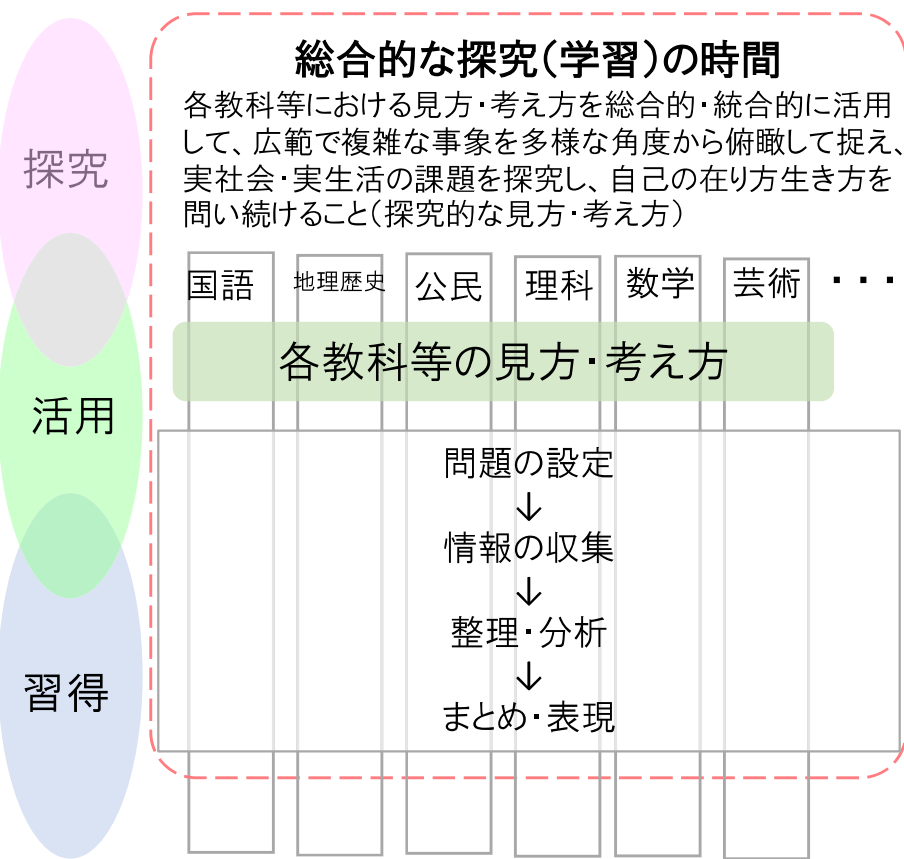 総合的な探究(学習)の時間
各教科等における見方・考え方を総合的・統合的に活用
して、広範で複雑な事象を多様な角度から俯瞰して捉え、
実社会・実生活の課題を探究し、自己の在り方生き方を
問い続けること(探究的な見方・考え方)
探究
国語 地理歴史 公民 理科 数学 芸術 ・・・
各教科等の見方・考え方
活用
問題の設定
↓
情報の収集
↓
整理・分析
↓
まとめ・表現
習得